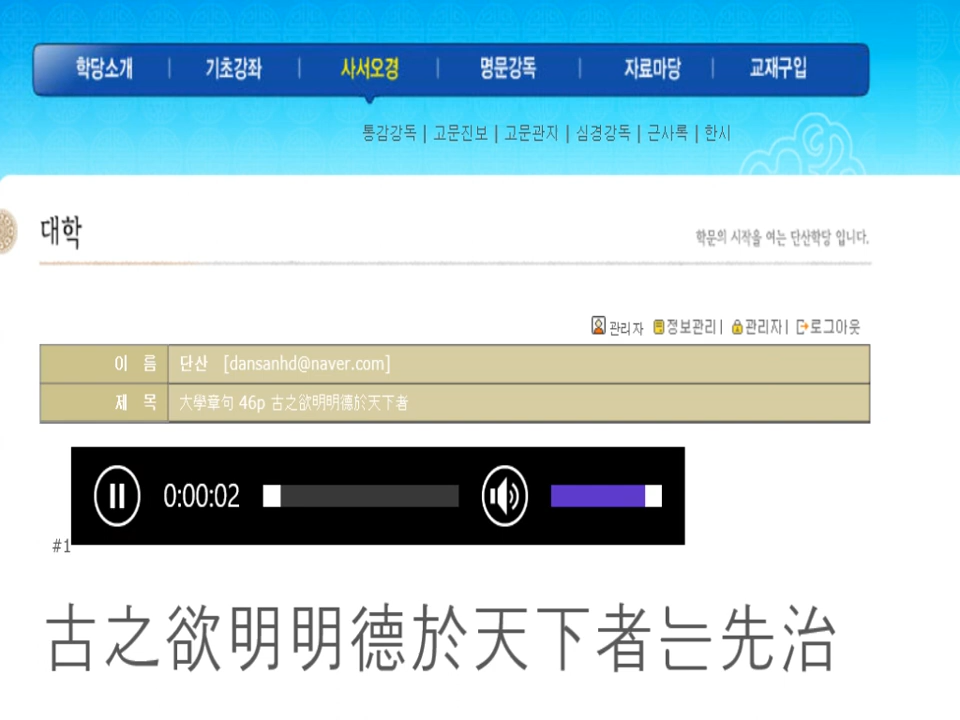 학당소개 | 기초강좌 | 사서오경 | 명문강독 | 자료마당 | 교재구입
통감강독 | 고문진보 | 고문관지 | 심경강독 | 근사록 | 한시
대학
학문의 시작을 여는 단산학당 입니다.
관리자 정보관리 | 관리자 | 로그아웃
이 름 단산 [dansanhd@naver.com]
제 목 大學章句 46p 古之欲明明德於天下者
0:00:02
#1
古之欲明明德於天下者는先治